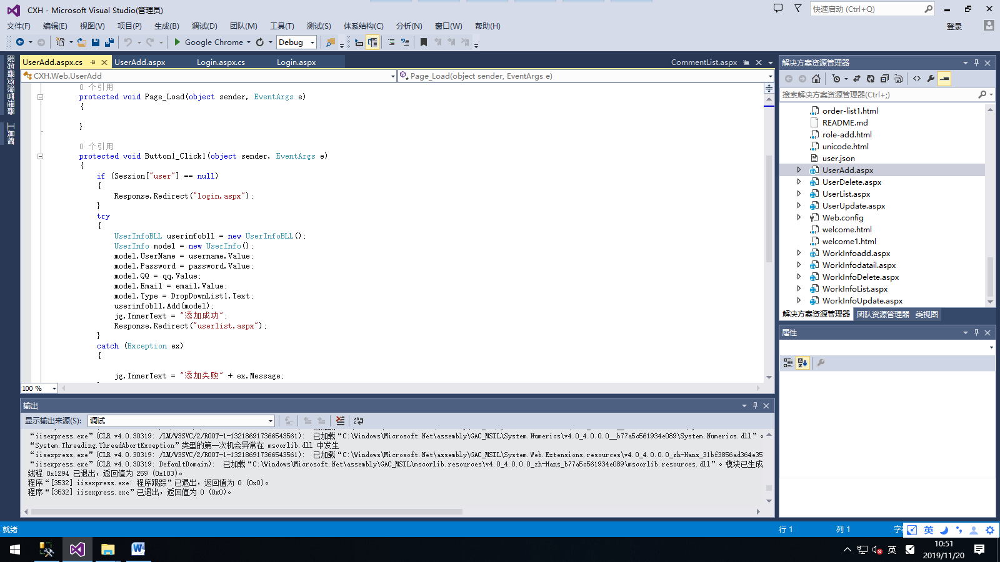 CXH - Microsoft Visual Studio(管理员)
快速启动 (Ctrl+Q)
文件(F) 编辑(E) 视图(V) 项目(P) 生成(B) 调试(D) 团队(M) 工具(T) 测试(S) 体系结构(C) 分析(N) 窗口(W) 帮助(H)
登录
Google Chrome Debug
服务器资源管理器
工具箱
UserAdd.aspx.cs UserAdd.aspx Login.aspx.cs Login.aspx CommentList.aspx
CXH.Web.UserAdd Page_Load(object sender, EventArgs e)
0 个引用
protected void Page_Load(object sender, EventArgs e)
{
}
0 个引用
protected void Button1_Click1(object sender, EventArgs e)
{
if (Session["user"] == null)
{
Response.Redirect("login.aspx");
}
try
{
UserInfoBLL userinfobll = new UserInfoBLL();
UserInfo model = new UserInfo();
model.UserName = username.Value;
model.Password = password.Value;
model.QQ = qq.Value;
model.Email = email.Value;
model.Type = DropDownList1.Text;
userinfobll.Add(model);
jg.InnerText = "添加成功";
Response.Redirect("userlist.aspx");
}
catch (Exception ex)
{
jg.InnerText = "添加失败" + ex.Message;
100 %
输出
显示输出来源(S): 调试
“iisexpress.exe”(CLR v4.0.30319: /LM/W3SVC/2/ROOT-1-132186917366543561): 已加载“C:\Windows\Microsoft.Net\assembly\GAC_MSIL\System.Numerics\v4.0_4.0.0.0__b77a5c561934e089\System.Numerics.dll”。
“System.Threading.ThreadAbortException”类型的第一次机会异常在 mscorlib.dll 中发生
“iisexpress.exe”(CLR v4.0.30319: /LM/W3SVC/2/ROOT-1-132186917366543561): 已加载“C:\Windows\Microsoft.Net\assembly\GAC_MSIL\System.Web.Extensions.resources\v4.0_4.0.0.0_zh-Hans_31bf3856ad364e35
“iisexpress.exe”(CLR v4.0.30319: DefaultDomain): 已加载“C:\Windows\Microsoft.Net\assembly\GAC_MSIL\mscorlib.resources\v4.0_4.0.0.0_zh-Hans_b77a5c561934e089\mscorlib.resources.dll”。模块已生成
线程 0x1294 已退出，返回值为 259 (0x103)。
程序“[3532] iisexpress.exe: 程序跟踪”已退出，返回值为 0 (0x0)。
程序“[3532] iisexpress.exe”已退出，返回值为 0 (0x0)。
解决方案资源管理器
搜索解决方案资源管理器(Ctrl+;)
order-list1.html
README.md
role-add.html
unicode.html
user.json
UserAdd.aspx
UserDelete.aspx
UserList.aspx
UserUpdate.aspx
Web.config
welcome.html
welcome1.html
WorkInfoadd.aspx
WorkInfodatail.aspx
WorkInfoDelete.aspx
WorkInfoList.aspx
WorkInfoUpdate.aspx
解决方案资源管理器 团队资源管理器 类视图
属性
就绪 行 1 列 1 英
英 10:51
2019/11/20